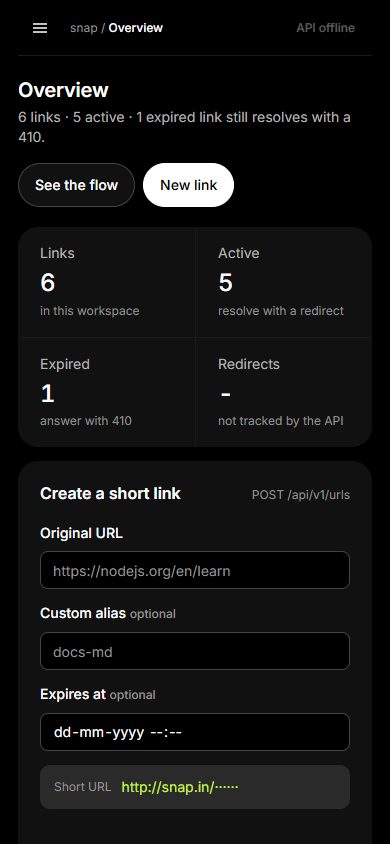 snap / Overview
API offline
Overview
6 links · 5 active · 1 expired link still resolves with a
410.
See the flow
New link
Links
6
in this workspace
Active
5
resolve with a redirect
Expired
1
answer with 410
Redirects
-
not tracked by the API
Create a short link
POST /api/v1/urls
Original URL
https://nodejs.org/en/learn
Custom alias optional
docs-md
Expires at optional
dd-mm-yyyy --:--
Short URL http://snap.in/······